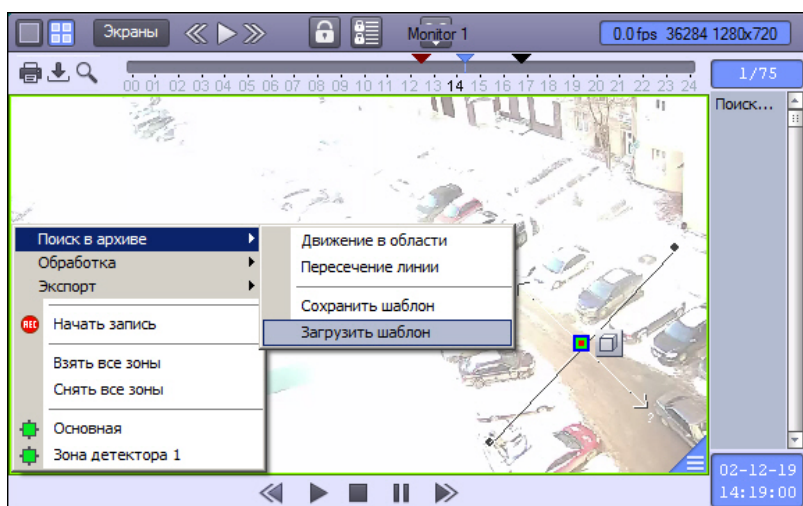 Экраны Monitor 1 0.0 fps 36284 1280x720
00 01 02 03 04 05 06 07 08 09 10 11 12 13 14 15 16 17 18 19 20 21 22 23 24 1/75
Поиск...
Поиск в архиве
Обработка
Экспорт
Начать запись
REC
Взять все зоны
Снять все зоны
Основная
Зона детектора 1
Движение в области
Пересечение линии
Сохранить шаблон
Загрузить шаблон
?
02-12-19
14:19:00